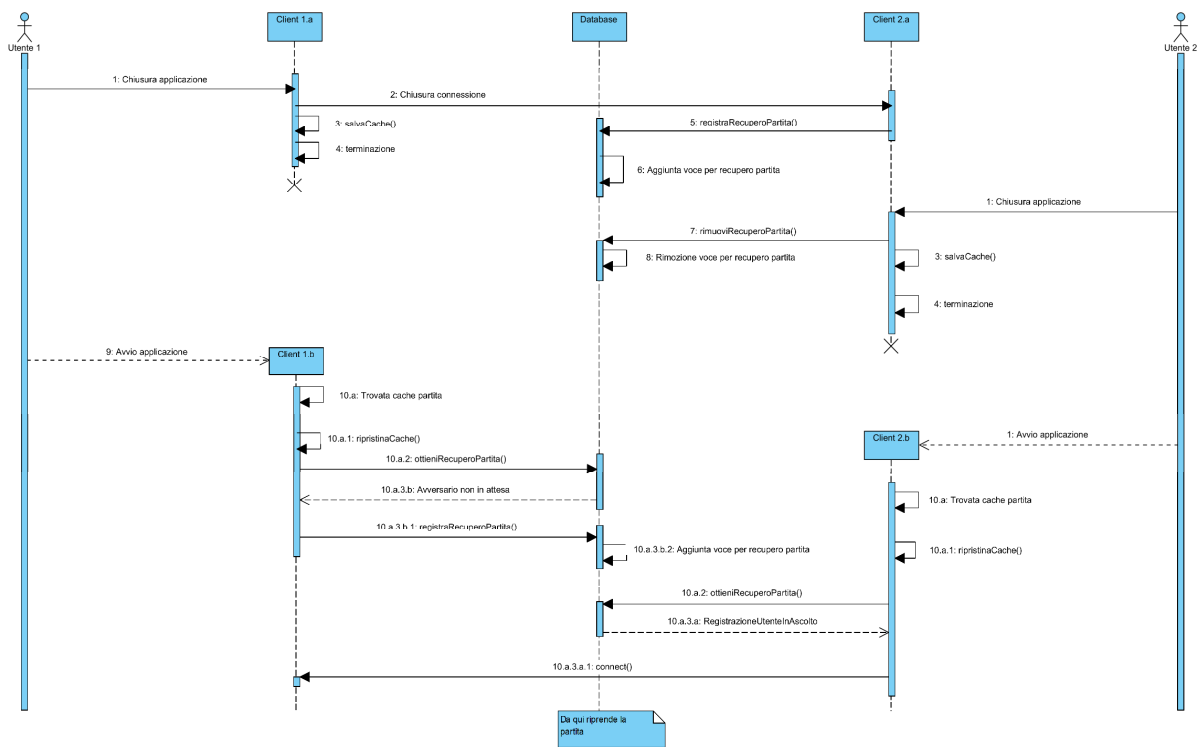 Client 1.a
Database
Client 2.a
Utente 1
Utente 2
1: Chiusura applicazione
2: Chiusura connessione
3: salvaCache()
5: registraRecuperoPartita()
4: terminazione
6: Aggiunta voce per recupero partita
1: Chiusura applicazione
7: rimuoviRecuperoPartita()
8: Rimozione voce per recupero partita
3: salvaCache()
4: terminazione
9: Avvio applicazione
Client 1.b
10.a: Trovata cache partita
10.a.1: ripristinaCache()
Client 2.b
1: Avvio applicazione
10.a.2: ottieniRecuperoPartita()
10.a.3.b: Avversario non in attesa
10.a: Trovata cache partita
10.a.3.b.1: registraRecuperoPartita()
10.a.3.b.2: Aggiunta voce per recupero partita
10.a.1: ripristinaCache()
10.a.2: ottieniRecuperoPartita()
10.a.3.a: RegistrazioneUtenteInAscolto
10.a.3.a.1: connect()
Da qui riprende la
partita